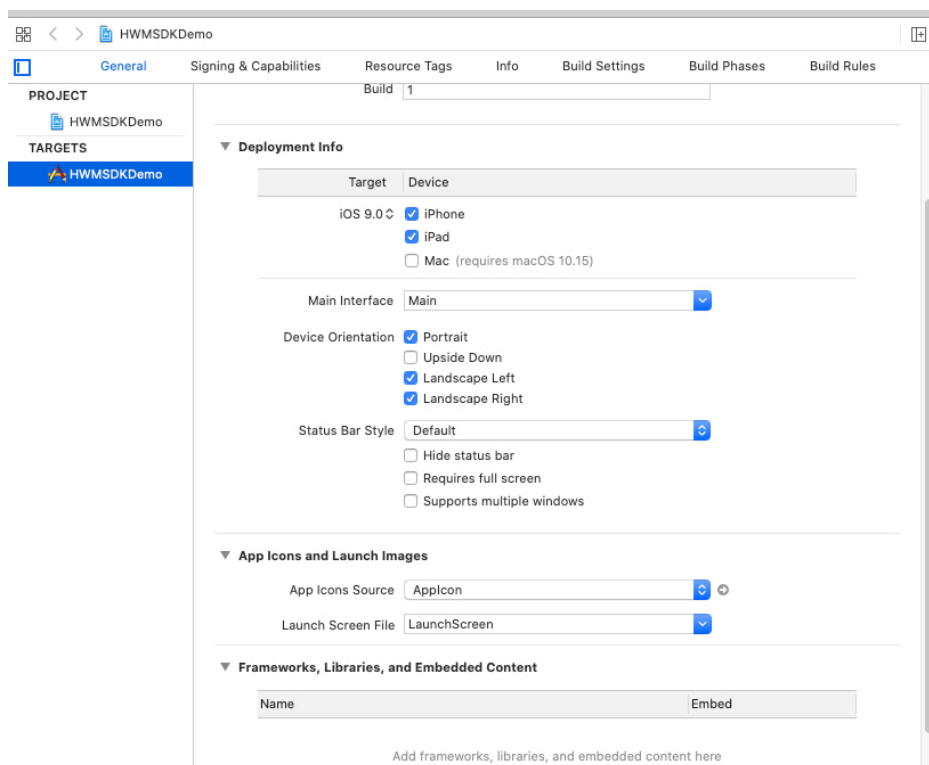 HWMSDKDemo
General Signing & Capabilities Resource Tags Info Build Settings Build Phases Build Rules
PROJECT
HWMSDKDemo
TARGETS
HWMSDKDemo
Build 1
Deployment Info
Target Device
iOS 9.0 iPhone
iPad
Mac (requires macOS 10.15)
Main Interface Main
Device Orientation Portrait
Upside Down
Landscape Left
Landscape Right
Status Bar Style Default
Hide status bar
Requires full screen
Supports multiple windows
App Icons and Launch Images
App Icons Source AppIcon
Launch Screen File LaunchScreen
Frameworks, Libraries, and Embedded Content
Name Embed
Add frameworks, libraries, and embedded content here